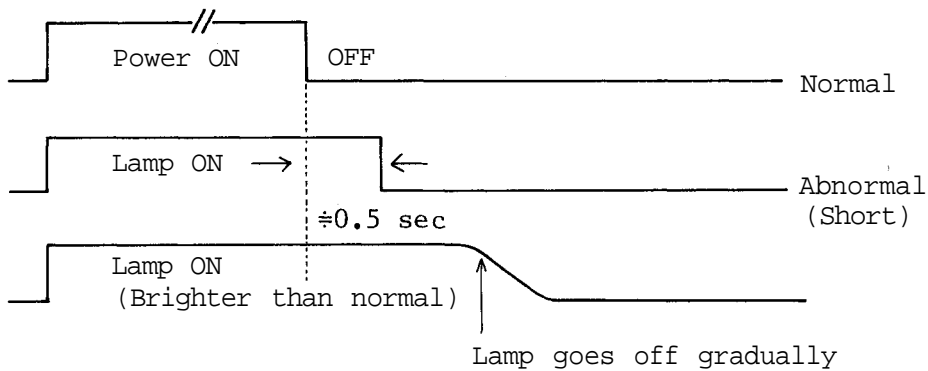 Power ON
OFF
Normal
Lamp ON
Abnormal
(Short)
≒0.5 sec
Lamp ON
(Brighter than normal)
Lamp goes off gradually